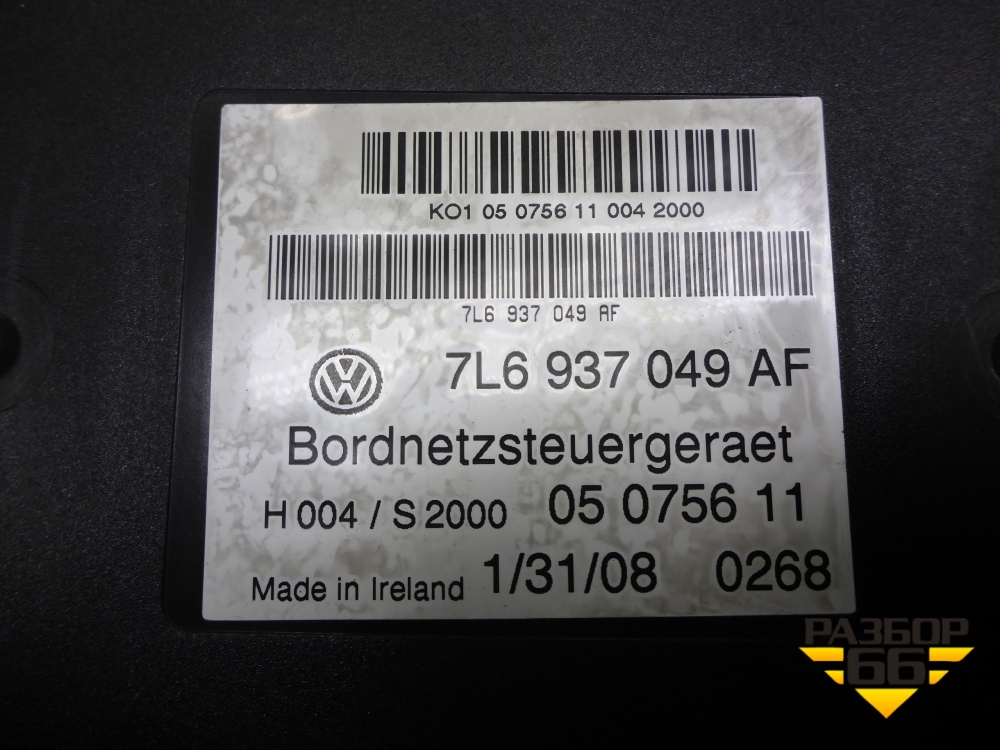 KO1 05 0756 11 004 2000
7L6 937 049 AF
7L6 937 049 AF
Bordnetzsteuergeraet
H 004 / S 2000 05 0756 11
Made in Ireland 1/31/08 0268
РАЗБОР
66